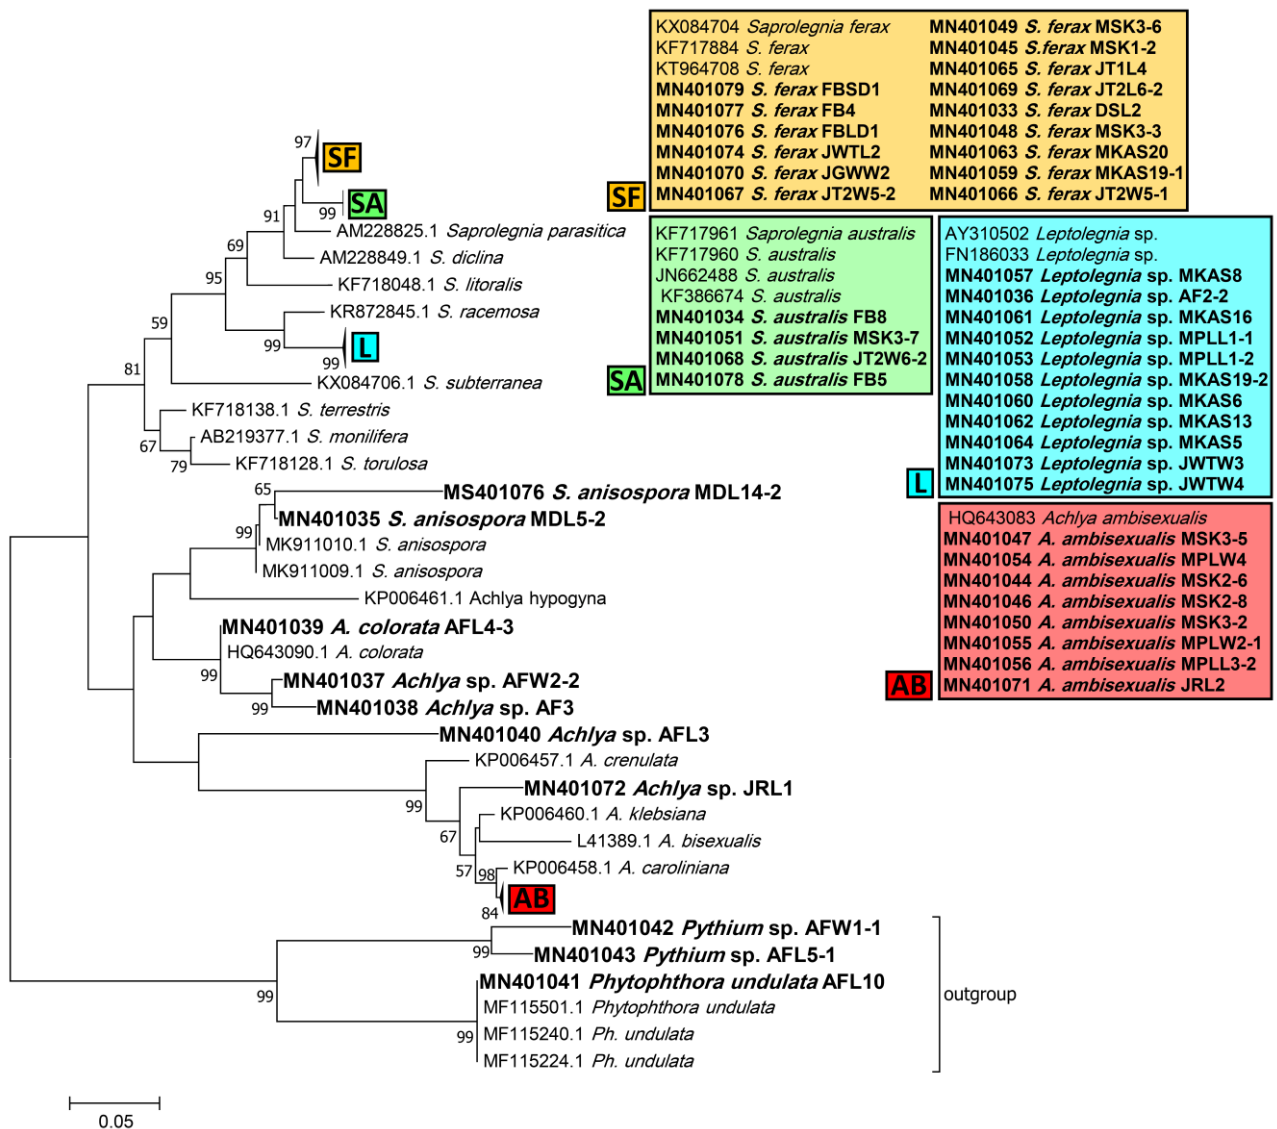 KX084704 Saprolegnia ferax
KF717884 S. ferax
KT964708 S. ferax
MN401079 S. ferax FBSD1
MN401077 S. ferax FB4
MN401076 S. ferax FBLD1
MN401074 S. ferax JWTL2
MN401070 S. ferax JGWW2
MN401067 S. ferax JT2W5-2
MN401049 S. ferax MSK3-6
MN401045 S.ferax MSK1-2
MN401065 S. ferax JT1L4
MN401069 S. ferax JT2L6-2
MN401033 S. ferax DSL2
MN401048 S. ferax MSK3-3
MN401063 S. ferax MKAS20
MN401059 S. ferax MKAS19-1
MN401066 S. ferax JT2W5-1
SF
KF717961 Saprolegnia australis
KF717960 S. australis
JN662488 S. australis
KF386674 S. australis
MN401034 S. australis FB8
MN401051 S. australis MSK3-7
MN401068 S. australis JT2W6-2
MN401078 S. australis FB5
SA
AY310502 Leptolegnia sp.
FN186033 Leptolegnia sp.
MN401057 Leptolegnia sp. MKAS8
MN401036 Leptolegnia sp. AF2-2
MN401061 Leptolegnia sp. MKAS16
MN401052 Leptolegnia sp. MPLL1-1
MN401053 Leptolegnia sp. MPLL1-2
MN401058 Leptolegnia sp. MKAS19-2
MN401060 Leptolegnia sp. MKAS6
MN401062 Leptolegnia sp. MKAS13
MN401064 Leptolegnia sp. MKAS5
MN401073 Leptolegnia sp. JWTW3
MN401075 Leptolegnia sp. JWTW4
L
HQ643083 Achlya ambisexualis
MN401047 A. ambisexualis MSK3-5
MN401054 A. ambisexualis MPLW4
MN401044 A. ambisexualis MSK2-6
MN401046 A. ambisexualis MSK2-8
MN401050 A. ambisexualis MSK3-2
MN401055 A. ambisexualis MPLW2-1
MN401056 A. ambisexualis MPLL3-2
MN401071 A. ambisexualis JRL2
AB
97
SF
99
SA
91
AM228825.1 Saprolegnia parasitica
69
AM228849.1 S. diclina
95
KF718048.1 S. litoralis
KR872845.1 S. racemosa
59
99
L
99
81
KX084706.1 S. subterranea
KF718138.1 S. terrestris
67
AB219377.1 S. monilifera
79
KF718128.1 S. torulosa
65
MS401076 S. anisospora MDL14-2
MN401035 S. anisospora MDL5-2
99
MK911010.1 S. anisospora
MK911009.1 S. anisospora
KP006461.1 Achlya hypogyna
MN401039 A. colorata AFL4-3
HQ643090.1 A. colorata
99
MN401037 Achlya sp. AFW2-2
99
MN401038 Achlya sp. AF3
MN401040 Achlya sp. AFL3
KP006457.1 A. crenulata
99
MN401072 Achlya sp. JRL1
KP006460.1 A. klebsiana
67
L41389.1 A. bisexualis
57
98
KP006458.1 A. caroliniana
AB
84
MN401042 Pythium sp. AFW1-1
99
MN401043 Pythium sp. AFL5-1
MN401041 Phytophthora undulata AFL10
99
MF115501.1 Phytophthora undulata
99
MF115240.1 Ph. undulata
MF115224.1 Ph. undulata
outgroup
0.05